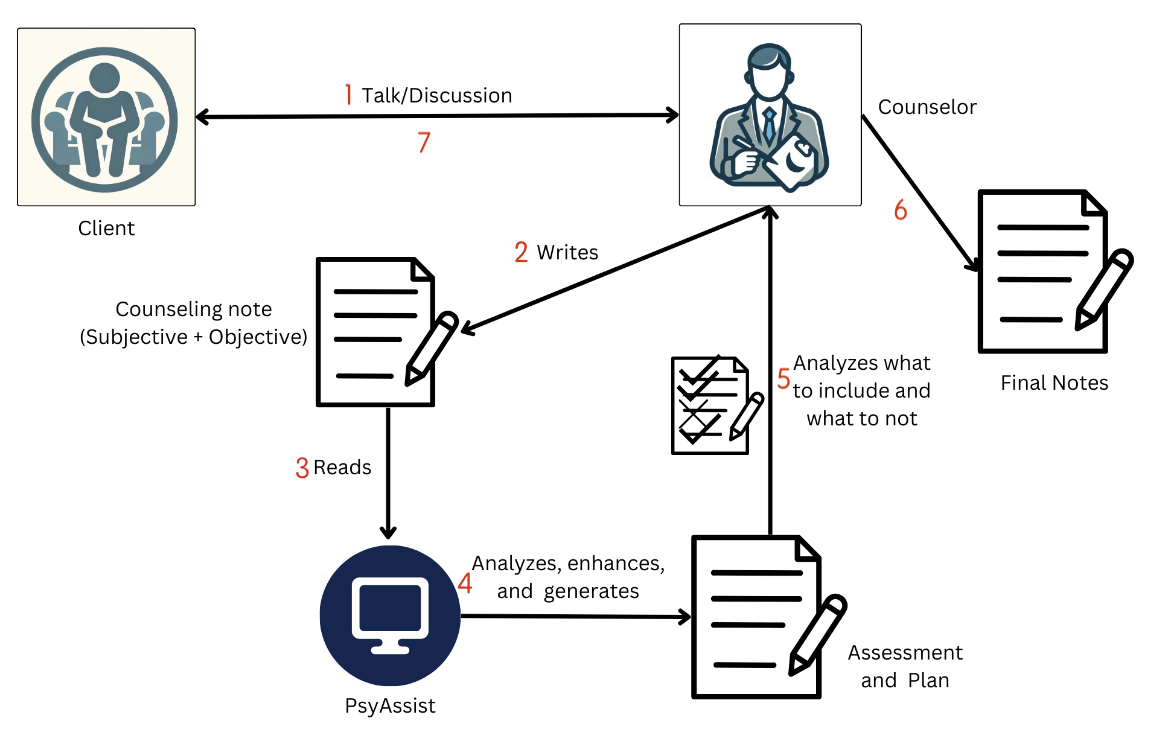 1 Talk/Discussion
7
Counselor
Client
6
2 Writes
Counseling note
(Subjective + Objective)
5
Analyzes what
to include and
what to not
Final Notes
3 Reads
4
Analyzes, enhances,
and generates
Assessment
and Plan
PsyAssist